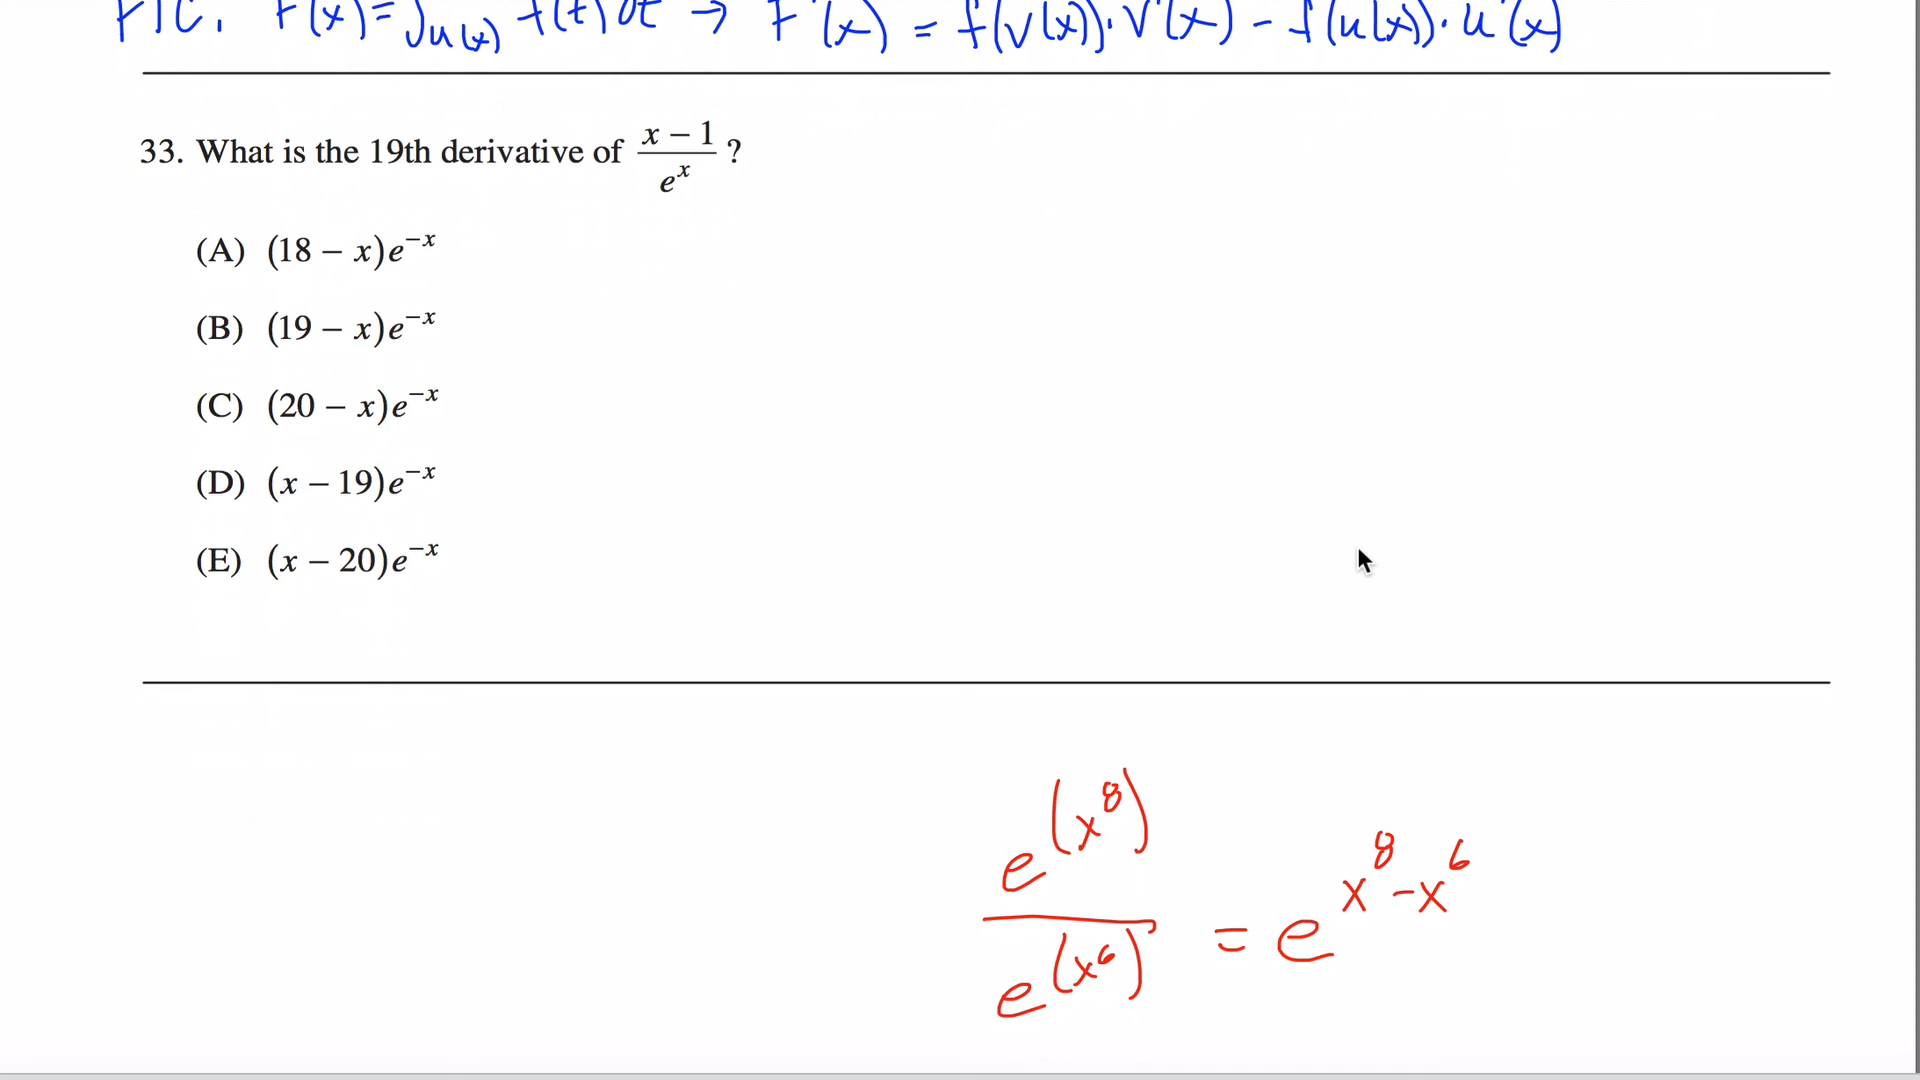 FTC. F(x)=∫u(x) f(t)dt → F'(x) = f(v(x))·v'(x) – f(u(x))·u'(x)
33. What is the 19th derivative of (x − 1)/e^x ?
(A) (18 − x)e^−x
(B) (19 − x)e^−x
(C) (20 − x)e^−x
(D) (x − 19)e^−x
(E) (x − 20)e^−x
e^(x^8)/e^(x^6) = e^x^8-x^6